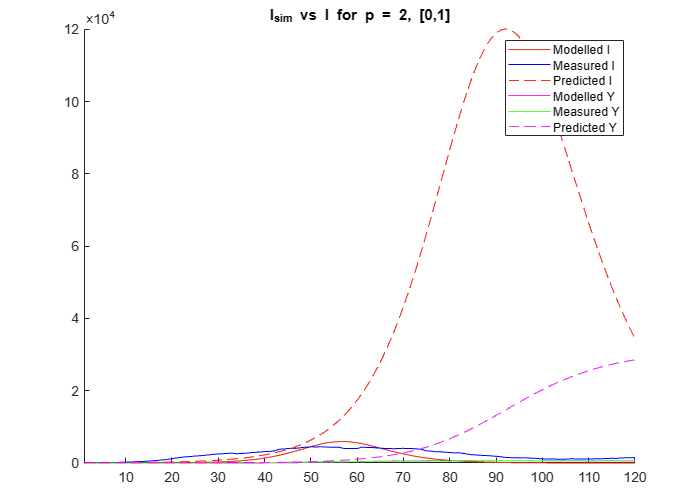 I_sim vs I for p = 2, [0,1]
×10^4
12
10
8
6
4
2
0
10 20 30 40 50 60 70 80 90 100 110 120
Modelled I
Measured I
Predicted I
Modelled Y
Measured Y
Predicted Y